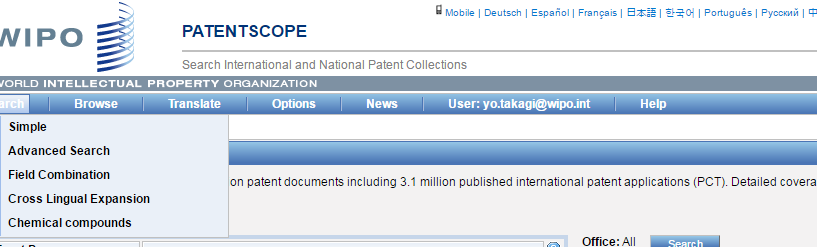 WIPO
Mobile | Deutsch | Español | Français | 日本語 | 한국어 | Português | Русский | 中
PATENTSCOPE
Search International and National Patent Collections
WORLD INTELLECTUAL PROPERTY ORGANIZATION
arch Browse Translate Options News User: yo.takagi@wipo.int Help
Simple
Advanced Search
Field Combination
Cross Lingual Expansion
Chemical compounds
on patent documents including 3.1 million published international patent applications (PCT). Detailed covera
Office: All Search